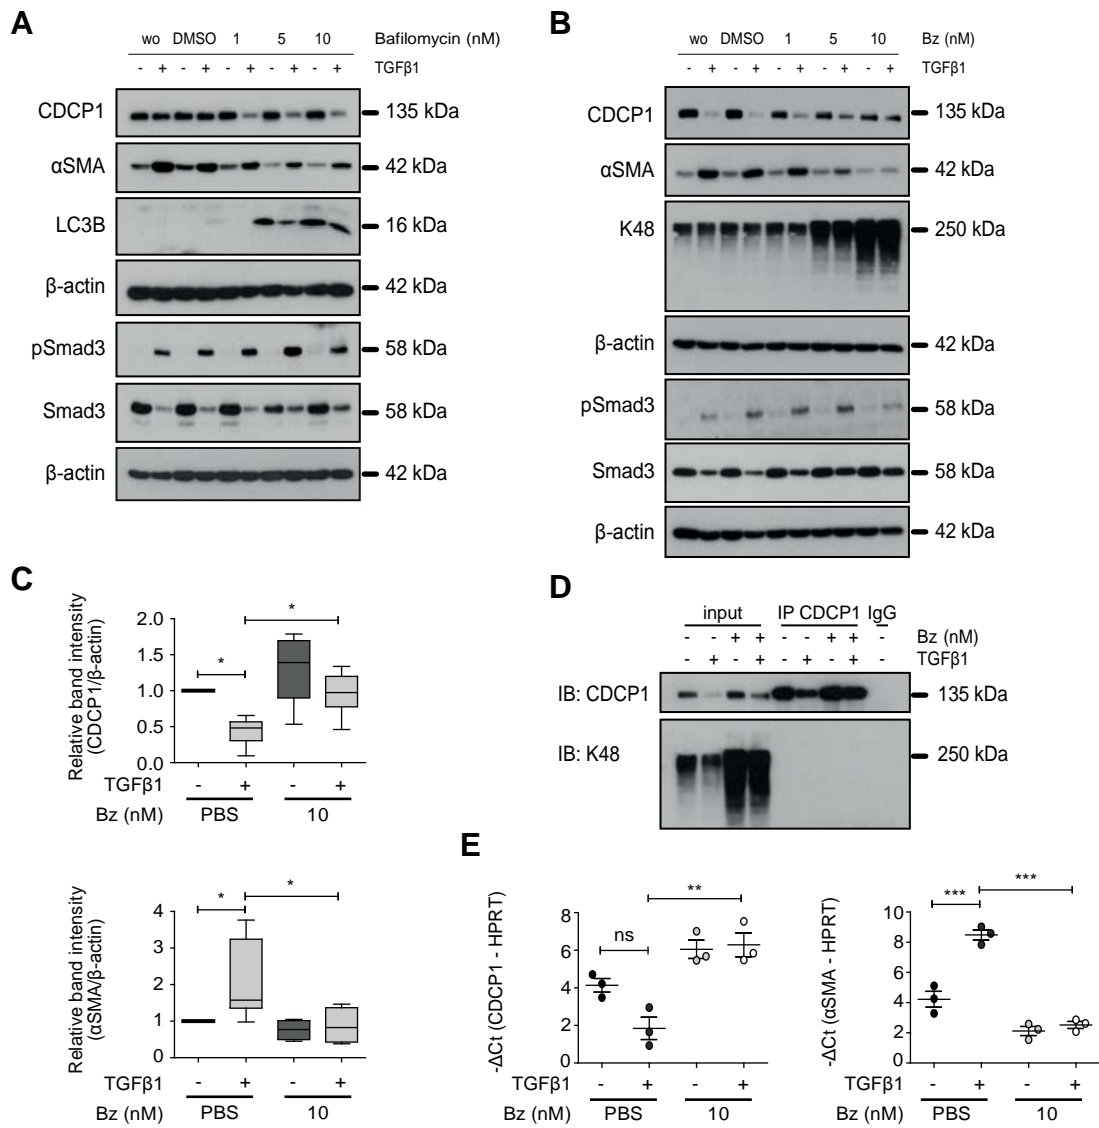 A
wo DMSO 1 5 10 Bafilomycin (nM)
- + - + - + - + - + TGFβ1
CDCP1 135 kDa
αSMA 42 kDa
LC3B 16 kDa
β-actin 42 kDa
pSmad3 58 kDa
Smad3 58 kDa
β-actin 42 kDa
B
wo DMSO 1 5 10 Bz (nM)
- + - + - + - + - + TGFβ1
CDCP1 135 kDa
αSMA 42 kDa
K48 250 kDa
β-actin 42 kDa
pSmad3 58 kDa
Smad3 58 kDa
β-actin 42 kDa
C
Relative band intensity
(CDCP1/β-actin)
2.0
1.5
1.0
0.5
0.0
*
*
TGFβ1 - + - +
Bz (nM) PBS 10
Relative band intensity
(αSMA/β-actin)
4
3
2
1
0
*
*
TGFβ1 - + - +
Bz (nM) PBS 10
D
input IP CDCP1 IgG
- - + + - - + + - Bz (nM)
- + - + - + - + - TGFβ1
IB: CDCP1 135 kDa
IB: K48 250 kDa
E
-ΔCt (CDCP1 - HPRT)
8
6
4
2
0
ns
**
TGFβ1 - + - +
Bz (nM) PBS 10
-ΔCt (αSMA - HPRT)
10
8
6
4
2
0
***
***
TGFβ1 - + - +
Bz (nM) PBS 10